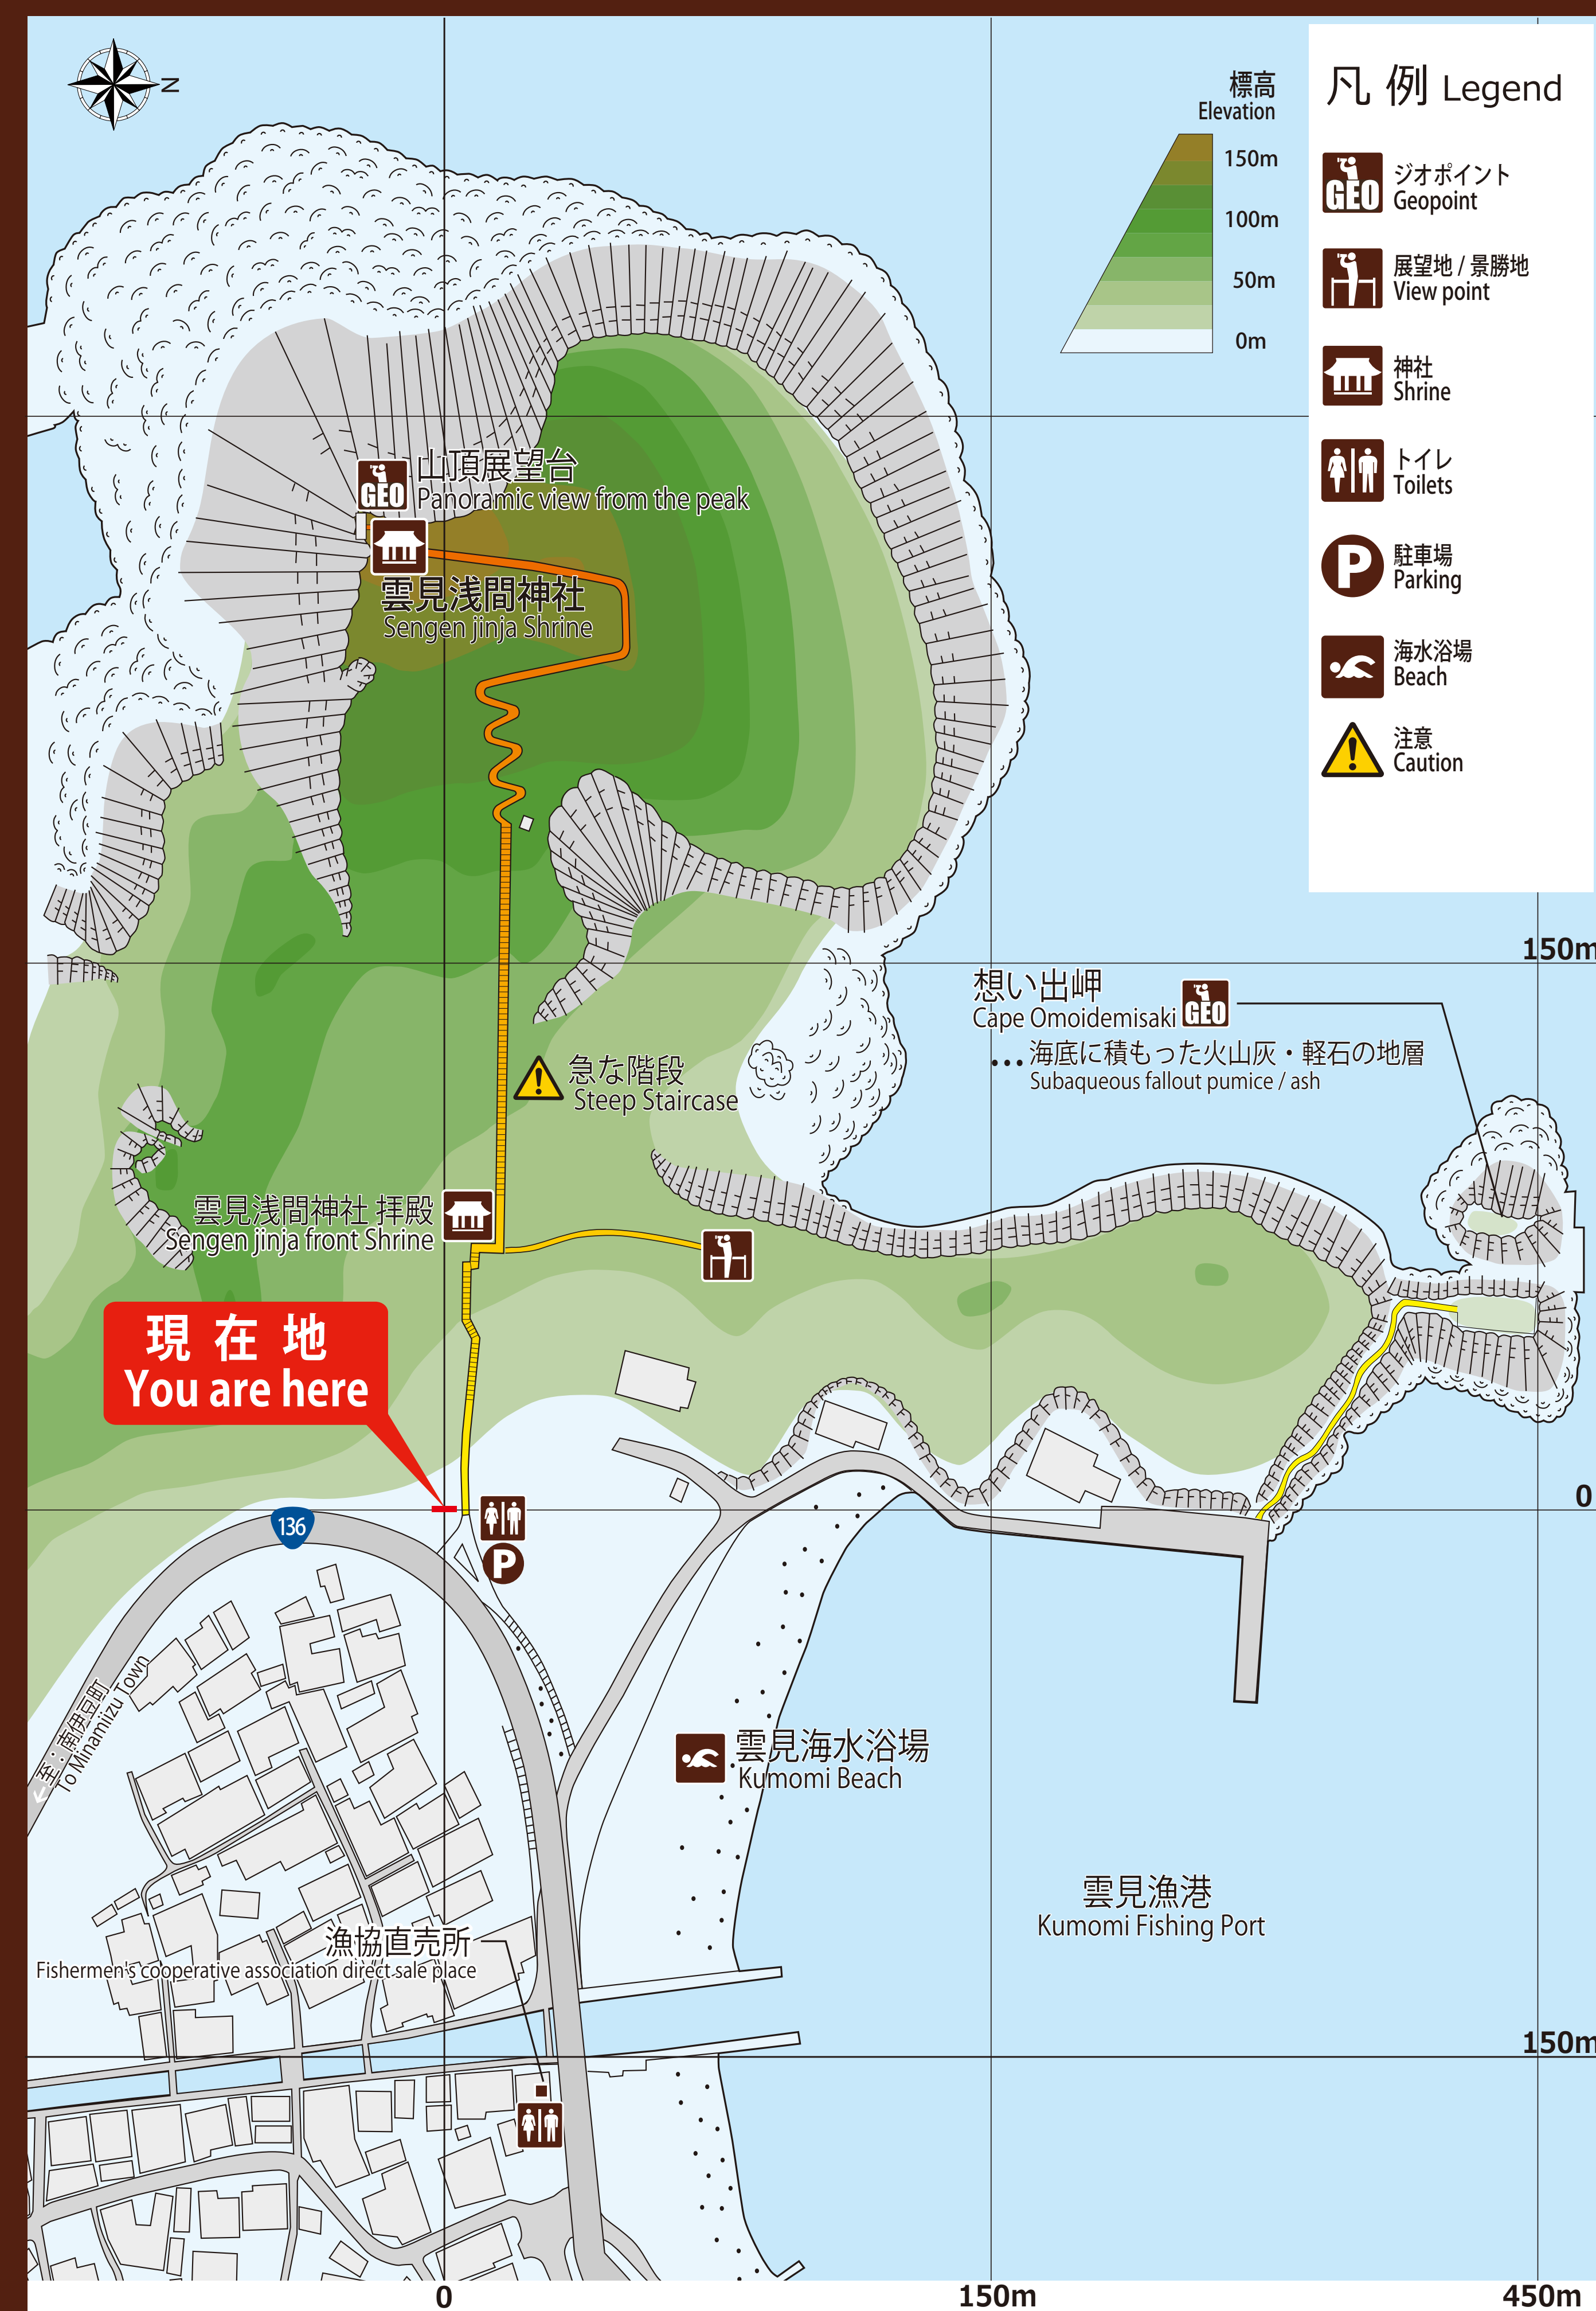 N
標高
Elevation
150m
100m
50m
0m
凡 例 Legend
GEO
ジオポイント
Geopoint
展望地 / 景勝地
View point
神社
Shrine
トイレ
Toilets
P
駐車場
Parking
海水浴場
Beach
注意
Caution
GEO
山頂展望台
Panoramic view from the peak
雲見浅間神社
Sengen jinja Shrine
150m
想い出岬
Cape Omoidemisaki
GEO
…海底に積もった火山灰・軽石の地層
Subaqueous fallout pumice / ash
急な階段
Steep Staircase
雲見浅間神社 拝殿
Sengen jinja front Shrine
現 在 地
You are here
0
136
P
至：南伊豆町
To Minamiizu Town
雲見海水浴場
Kumomi Beach
雲見漁港
Kumomi Fishing Port
漁協直売所
Fishermen's cooperative association direct sale place
150m
0
150m
450m